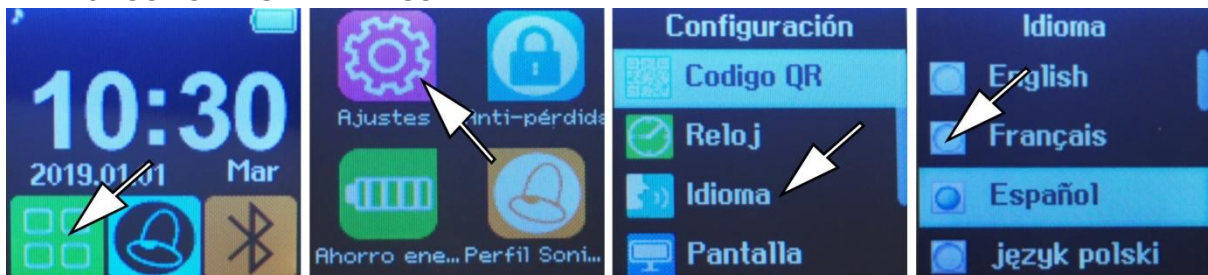 10:30
2019.01.01 Mar
Ajustes
nti-pérdida
Ahorro ene... Perfil Soni...
Configuración
Codigo QR
Reloj
Idioma
Pantalla
Idioma
English
Français
Español
język polski